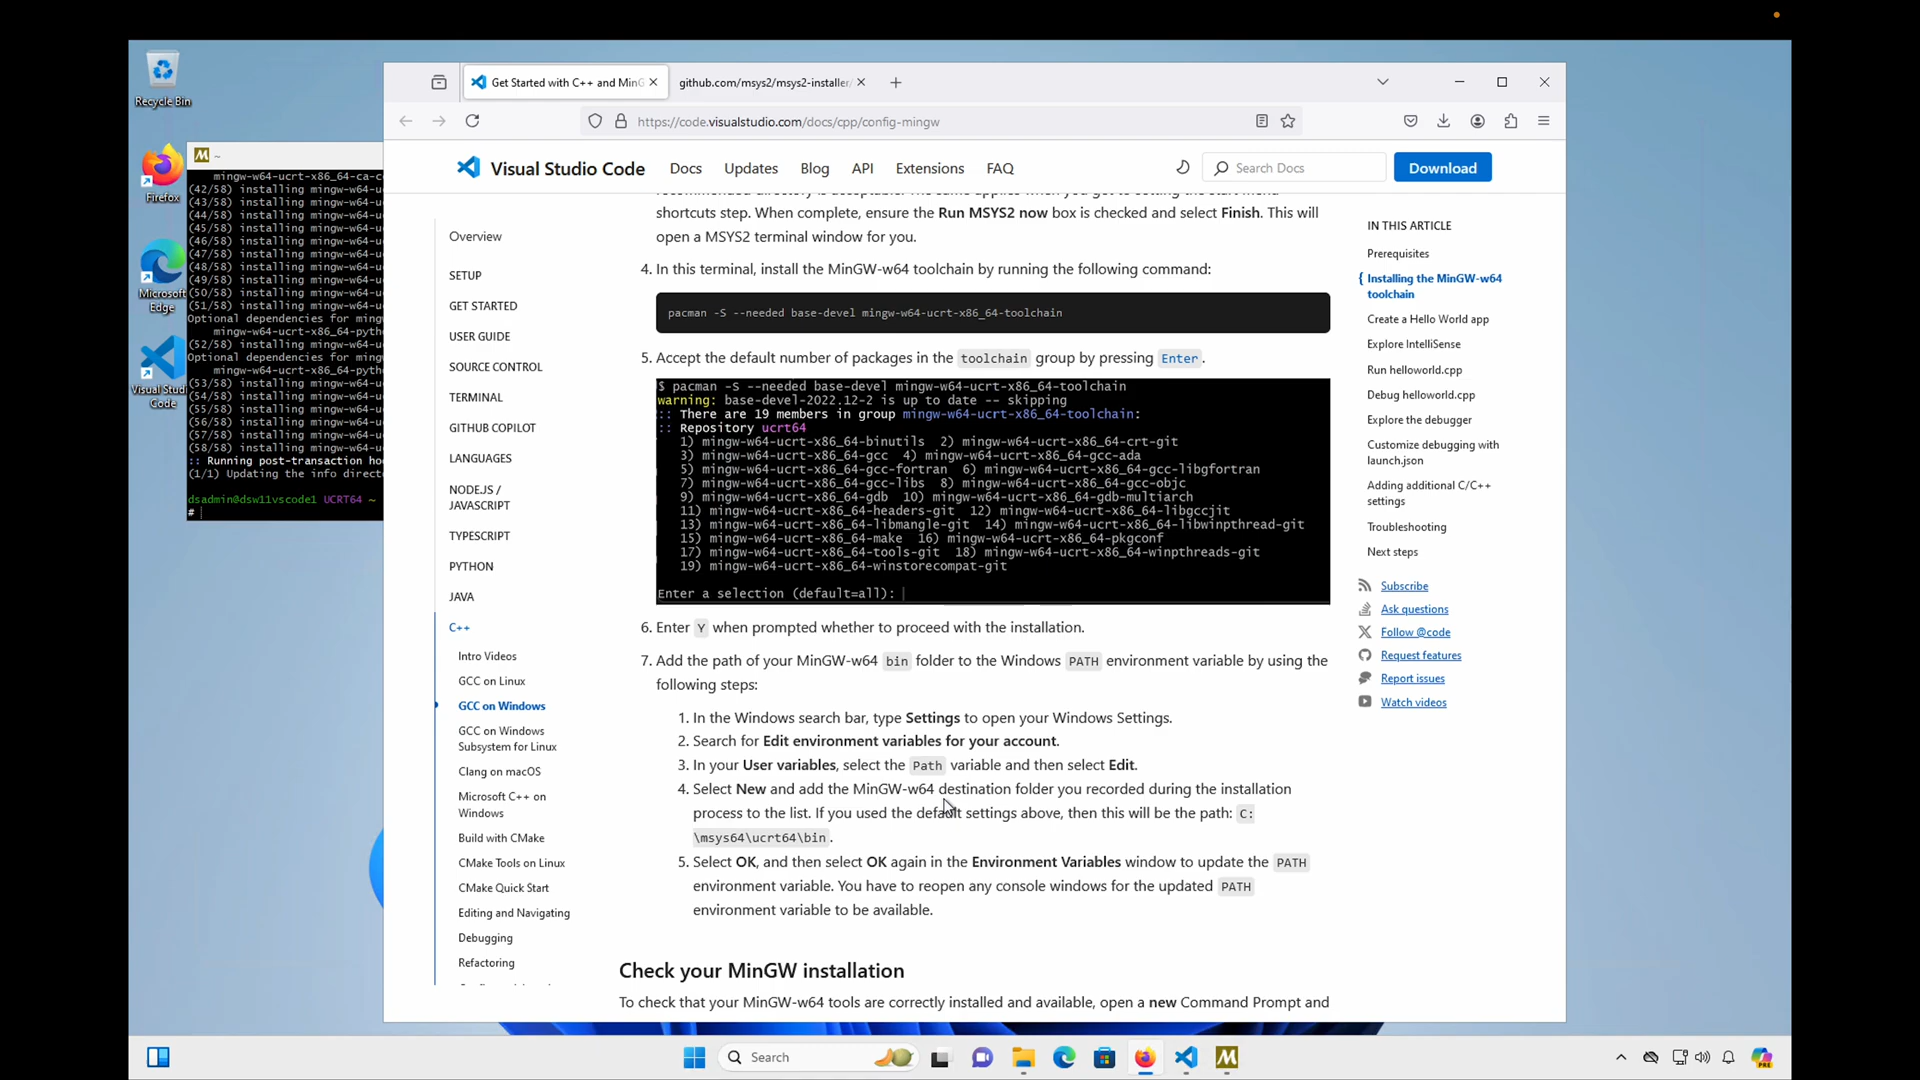 Recycle Bin
Firefox
Microsoft
Edge
Visual Studi
Code
M ~
mingw-w64-ucrt-x86_64-ca-c
(42/58) installing mingw-w64-u
(43/58) installing mingw-w64-u
(44/58) installing mingw-w64-u
(45/58) installing mingw-w64-u
(46/58) installing mingw-w64-u
(47/58) installing mingw-w64-u
(48/58) installing mingw-w64-u
(49/58) installing mingw-w64-u
(50/58) installing mingw-w64-u
(51/58) installing mingw-w64-u
Optional dependencies for ming
mingw-w64-ucrt-x86_64-pyth
(52/58) installing mingw-w64-u
Optional dependencies for ming
mingw-w64-ucrt-x86_64-pyth
(53/58) installing mingw-w64-u
(54/58) installing mingw-w64-u
(55/58) installing mingw-w64-u
(56/58) installing mingw-w64-u
(57/58) installing mingw-w64-u
(58/58) installing mingw-w64-u
:: Running post-transaction hoo
(1/1) Updating the info direct
dsadmin@dsw11vscode1 UCRT64 ~
#
Get Started with C++ and MinG
github.com/msys2/msys2-installer/
https://code.visualstudio.com/docs/cpp/config-mingw
Visual Studio Code
Docs
Updates
Blog
API
Extensions
FAQ
Search Docs
Download
Overview
SETUP
GET STARTED
USER GUIDE
SOURCE CONTROL
TERMINAL
GITHUB COPILOT
LANGUAGES
NODE.JS /
JAVASCRIPT
TYPESCRIPT
PYTHON
JAVA
C++
Intro Videos
GCC on Linux
GCC on Windows
GCC on Windows
Subsystem for Linux
Clang on macOS
Microsoft C++ on
Windows
Build with CMake
CMake Tools on Linux
CMake Quick Start
Editing and Navigating
Debugging
Refactoring
shortcuts step. When complete, ensure the Run MSYS2 now box is checked and select Finish. This will
open a MSYS2 terminal window for you.
4. In this terminal, install the MinGW-w64 toolchain by running the following command:
pacman -S --needed base-devel mingw-w64-ucrt-x86_64-toolchain
5. Accept the default number of packages in the toolchain group by pressing Enter.
$ pacman -S --needed base-devel mingw-w64-ucrt-x86_64-toolchain
warning: base-devel-2022.12-2 is up to date -- skipping
:: There are 19 members in group mingw-w64-ucrt-x86_64-toolchain:
:: Repository ucrt64
1) mingw-w64-ucrt-x86_64-binutils 2) mingw-w64-ucrt-x86_64-crt-git
3) mingw-w64-ucrt-x86_64-gcc 4) mingw-w64-ucrt-x86_64-gcc-ada
5) mingw-w64-ucrt-x86_64-gcc-fortran 6) mingw-w64-ucrt-x86_64-gcc-libgfortran
7) mingw-w64-ucrt-x86_64-gcc-libs 8) mingw-w64-ucrt-x86_64-gcc-objc
9) mingw-w64-ucrt-x86_64-gdb 10) mingw-w64-ucrt-x86_64-gdb-multiarch
11) mingw-w64-ucrt-x86_64-headers-git 12) mingw-w64-ucrt-x86_64-libgccjit
13) mingw-w64-ucrt-x86_64-libmangle-git 14) mingw-w64-ucrt-x86_64-libwinpthread-git
15) mingw-w64-ucrt-x86_64-make 16) mingw-w64-ucrt-x86_64-pkgconf
17) mingw-w64-ucrt-x86_64-tools-git 18) mingw-w64-ucrt-x86_64-winpthreads-git
19) mingw-w64-ucrt-x86_64-winstorecompat-git
Enter a selection (default=all):
6. Enter Y when prompted whether to proceed with the installation.
7. Add the path of your MinGW-w64 bin folder to the Windows PATH environment variable by using the
following steps:
1. In the Windows search bar, type Settings to open your Windows Settings.
2. Search for Edit environment variables for your account.
3. In your User variables, select the Path variable and then select Edit.
4. Select New and add the MinGW-w64 destination folder you recorded during the installation
process to the list. If you used the default settings above, then this will be the path: C:
\msys64\ucrt64\bin.
5. Select OK, and then select OK again in the Environment Variables window to update the PATH
environment variable. You have to reopen any console windows for the updated PATH
environment variable to be available.
Check your MinGW installation
To check that your MinGW-w64 tools are correctly installed and available, open a new Command Prompt and
IN THIS ARTICLE
Prerequisites
Installing the MinGW-w64
toolchain
Create a Hello World app
Explore IntelliSense
Run helloworld.cpp
Debug helloworld.cpp
Explore the debugger
Customize debugging with
launch.json
Adding additional C/C++
settings
Troubleshooting
Next steps
Subscribe
Ask questions
Follow @code
Request features
Report issues
Watch videos
Search
M
PRE